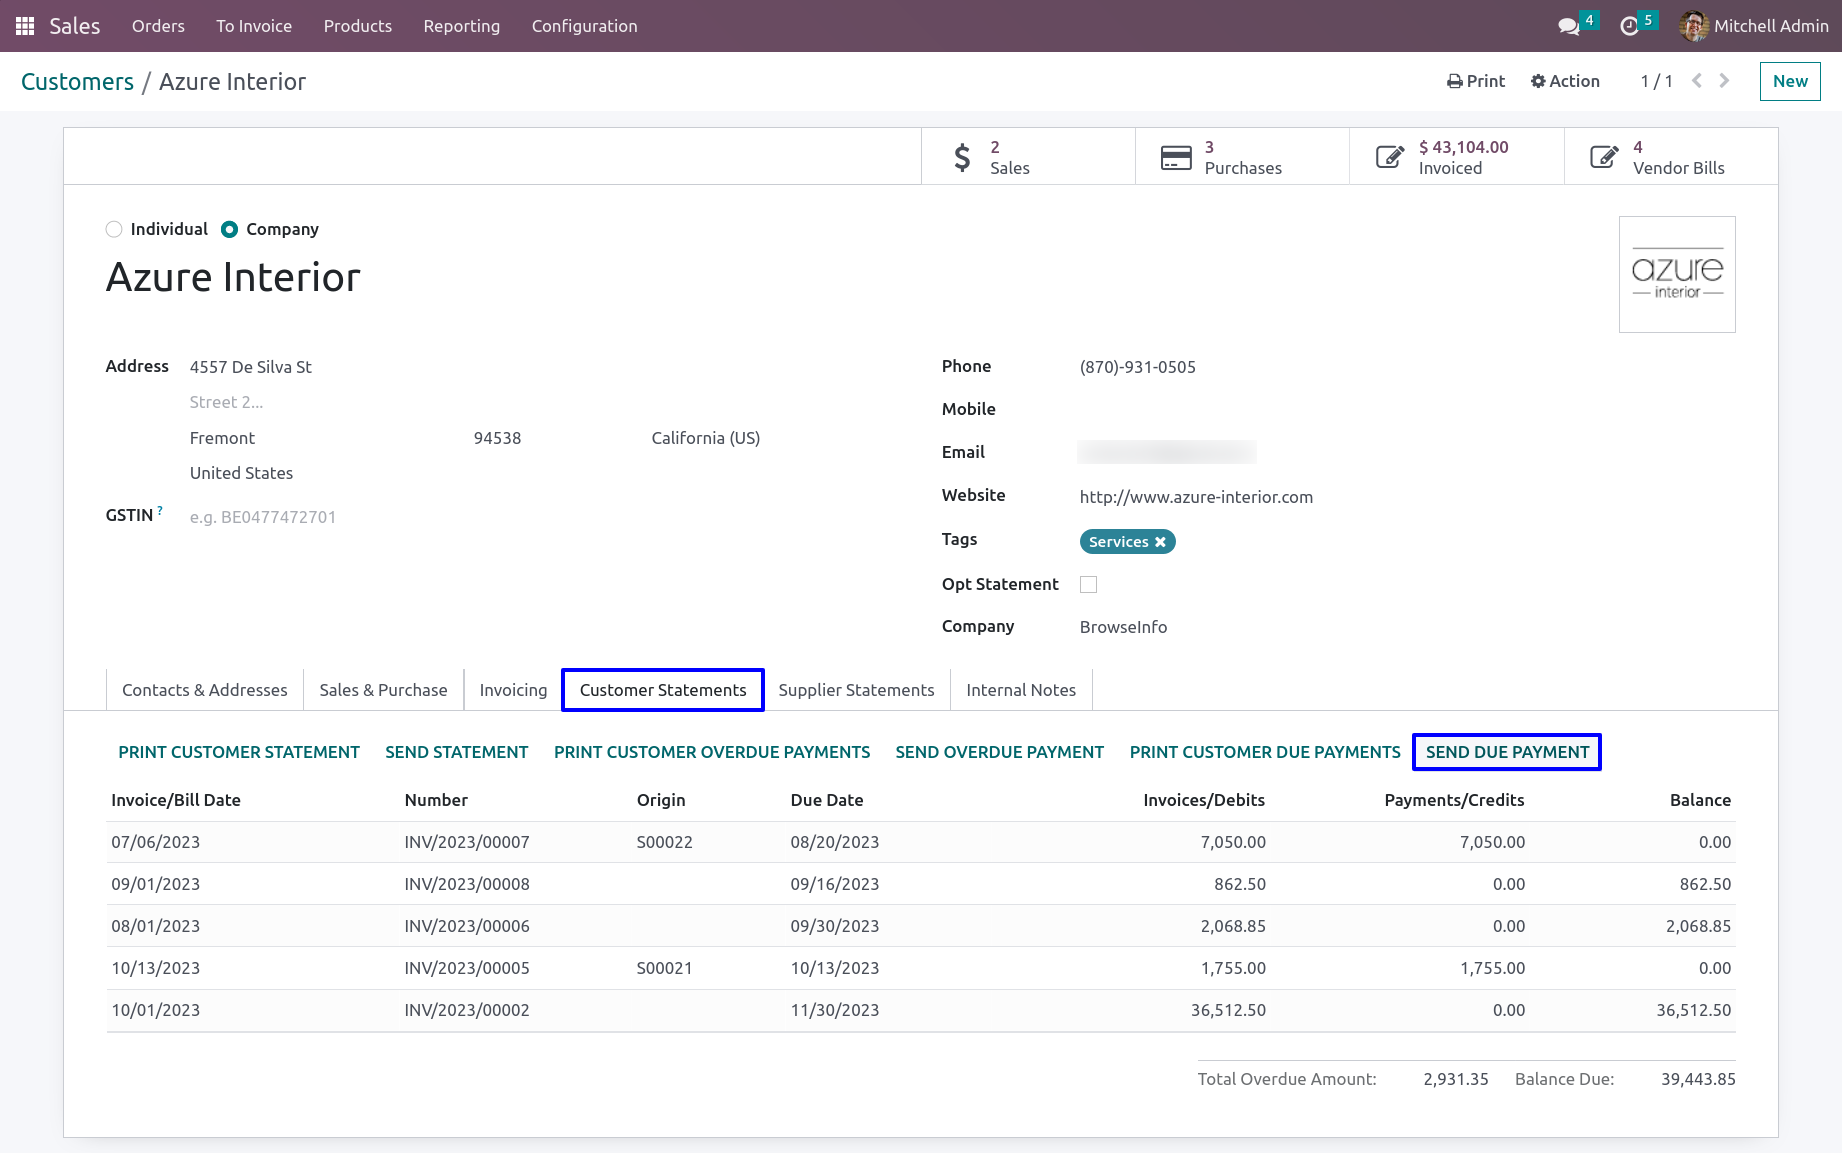 Sales Orders To Invoice Products Reporting Configuration 4 5 Mitchell Admin
Customers / Azure Interior Print Action 1 / 1 New
2 Sales
3 Purchases
$ 43,104.00 Invoiced
4 Vendor Bills
Individual Company
Azure Interior
azure
interior
Address 4557 De Silva St
Street 2...
Fremont 94538 California (US)
United States
GSTIN ? e.g. BE0477472701
Phone (870)-931-0505
Mobile
Email
Website http://www.azure-interior.com
Tags Services
Opt Statement
Company BrowseInfo
Contacts & Addresses Sales & Purchase Invoicing Customer Statements Supplier Statements Internal Notes
PRINT CUSTOMER STATEMENT SEND STATEMENT PRINT CUSTOMER OVERDUE PAYMENTS SEND OVERDUE PAYMENT PRINT CUSTOMER DUE PAYMENTS SEND DUE PAYMENT
Invoice/Bill Date Number Origin Due Date Invoices/Debits Payments/Credits Balance
07/06/2023 INV/2023/00007 S00022 08/20/2023 7,050.00 7,050.00 0.00
09/01/2023 INV/2023/00008 09/16/2023 862.50 0.00 862.50
08/01/2023 INV/2023/00006 09/30/2023 2,068.85 0.00 2,068.85
10/13/2023 INV/2023/00005 S00021 10/13/2023 1,755.00 1,755.00 0.00
10/01/2023 INV/2023/00002 11/30/2023 36,512.50 0.00 36,512.50
Total Overdue Amount: 2,931.35 Balance Due: 39,443.85